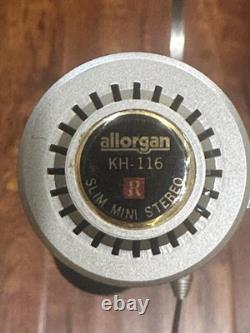 allorgan
KH-116
R
SLIM MINI STEREO
ebay